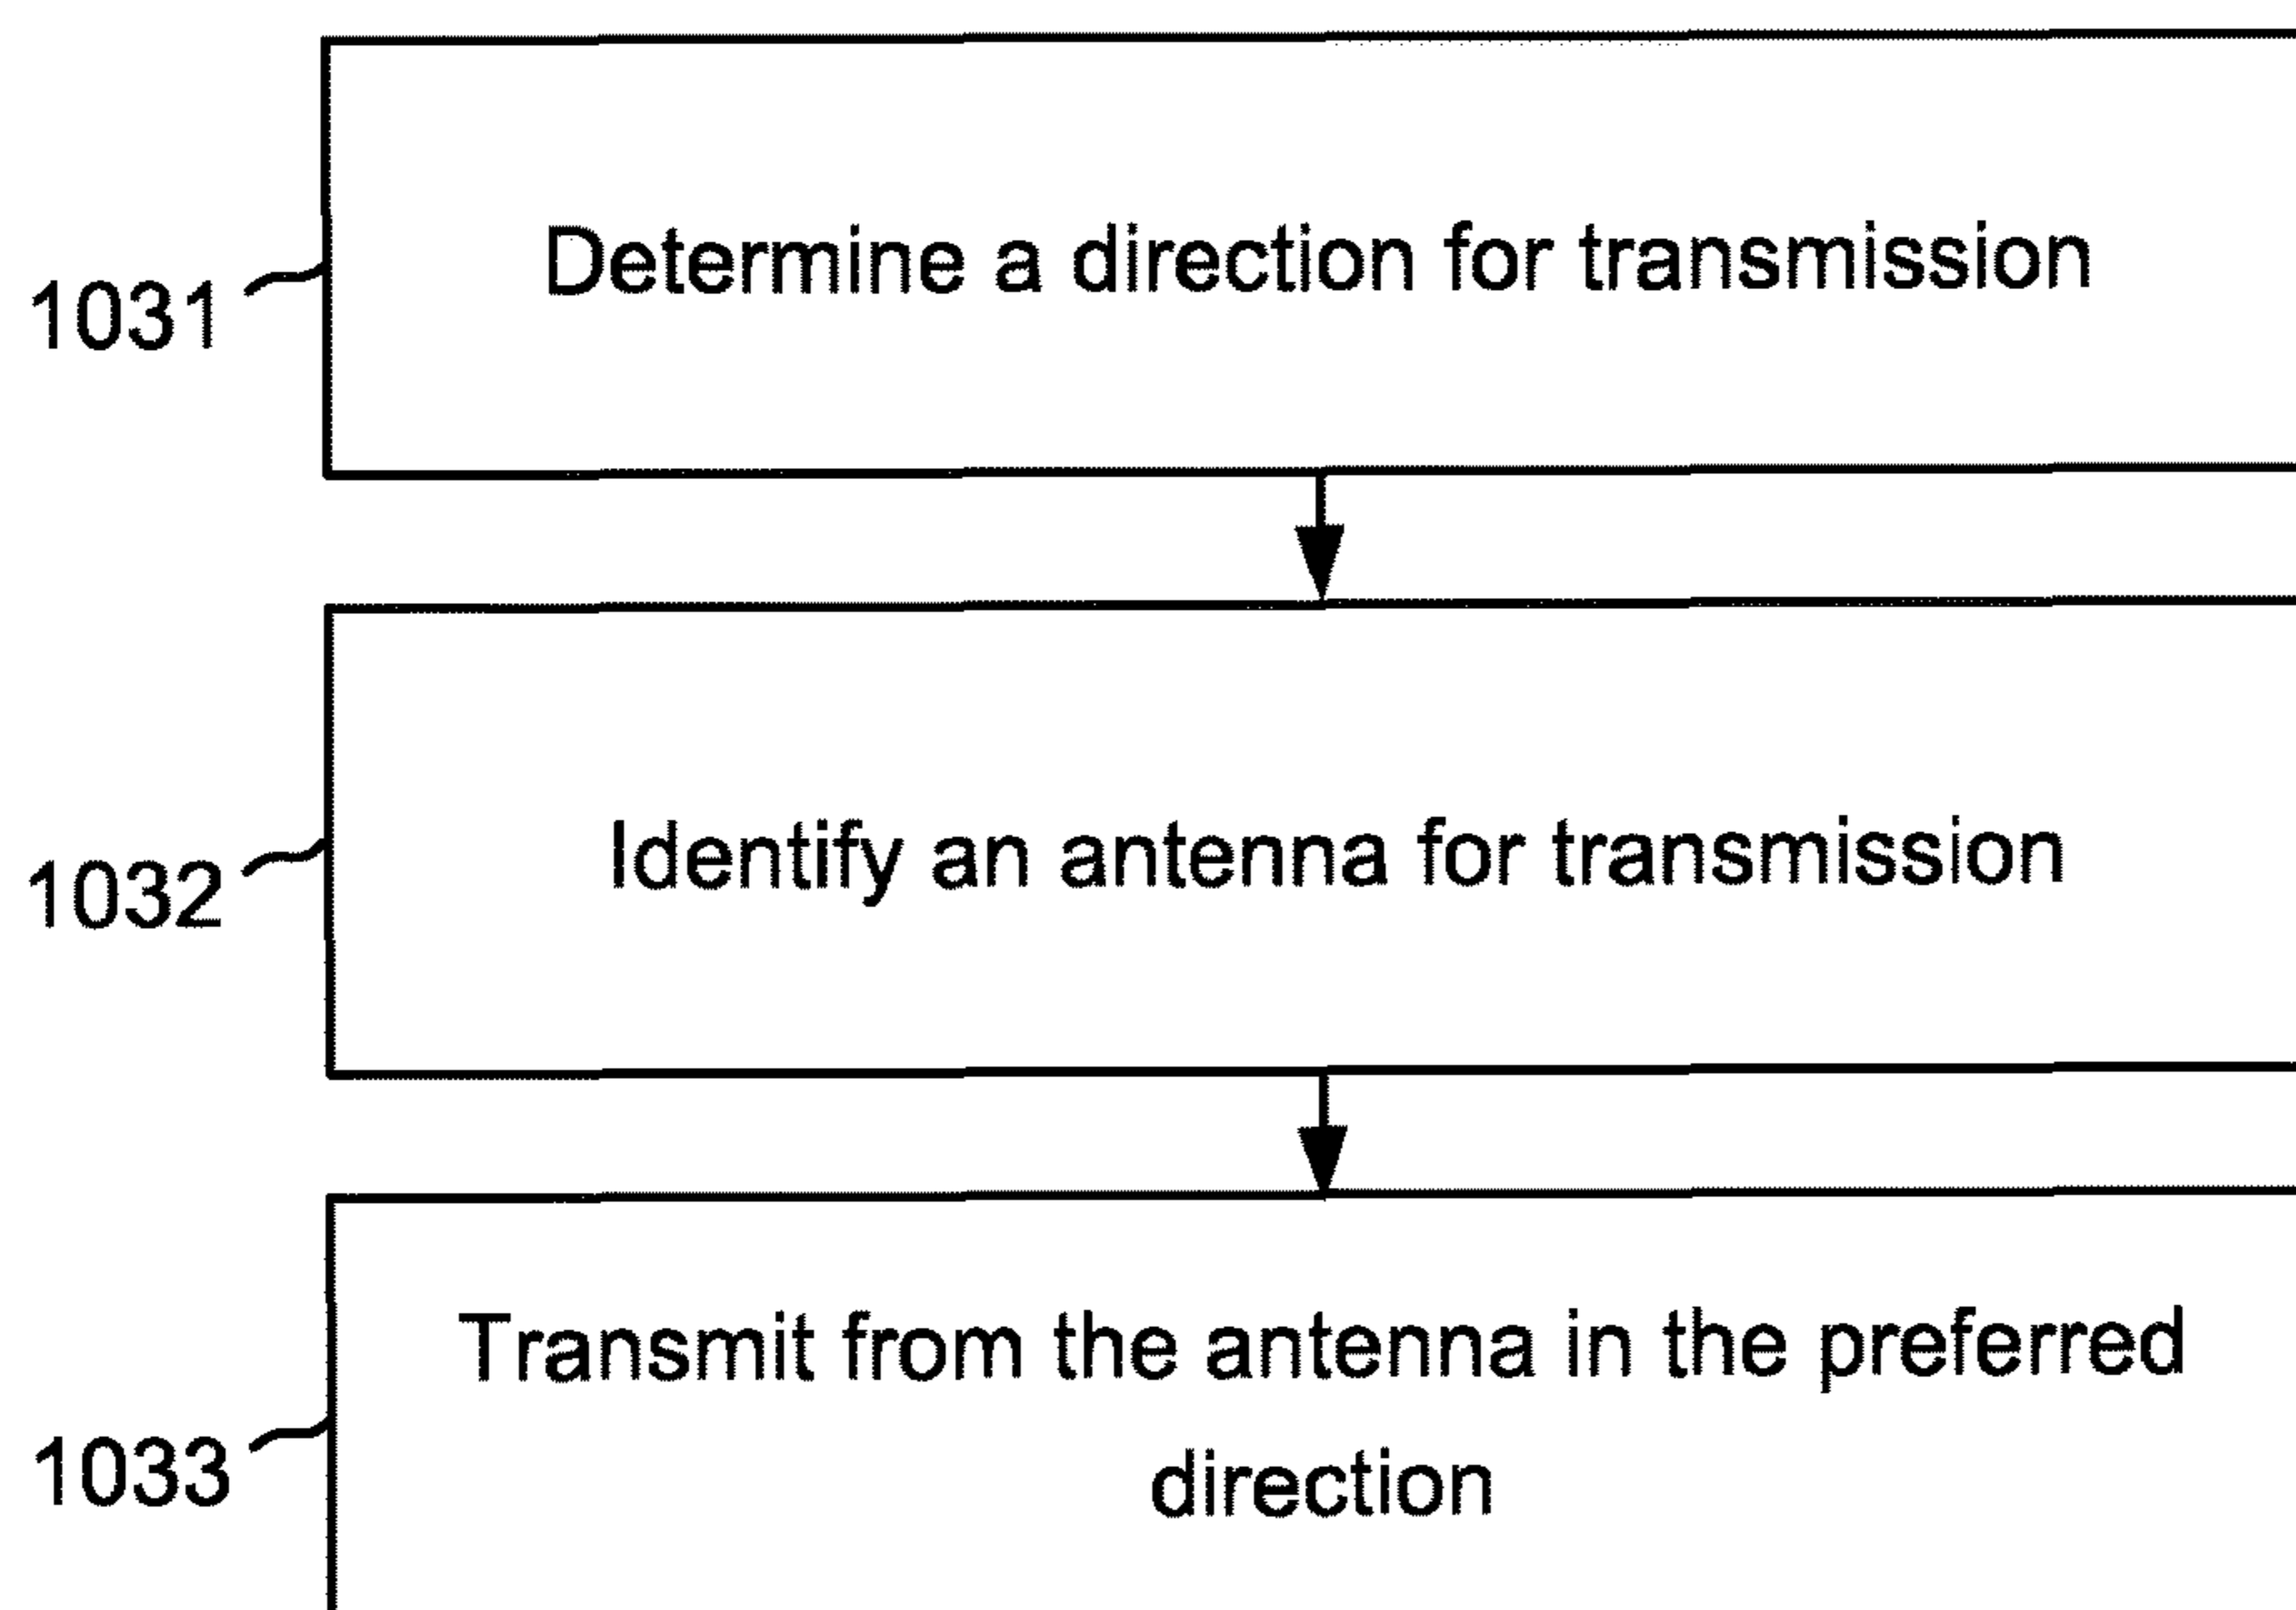 Determine a direction for transmission
1031
Identify an antenna for transmission
1032
Transmit from the antenna in the preferred
direction
1033